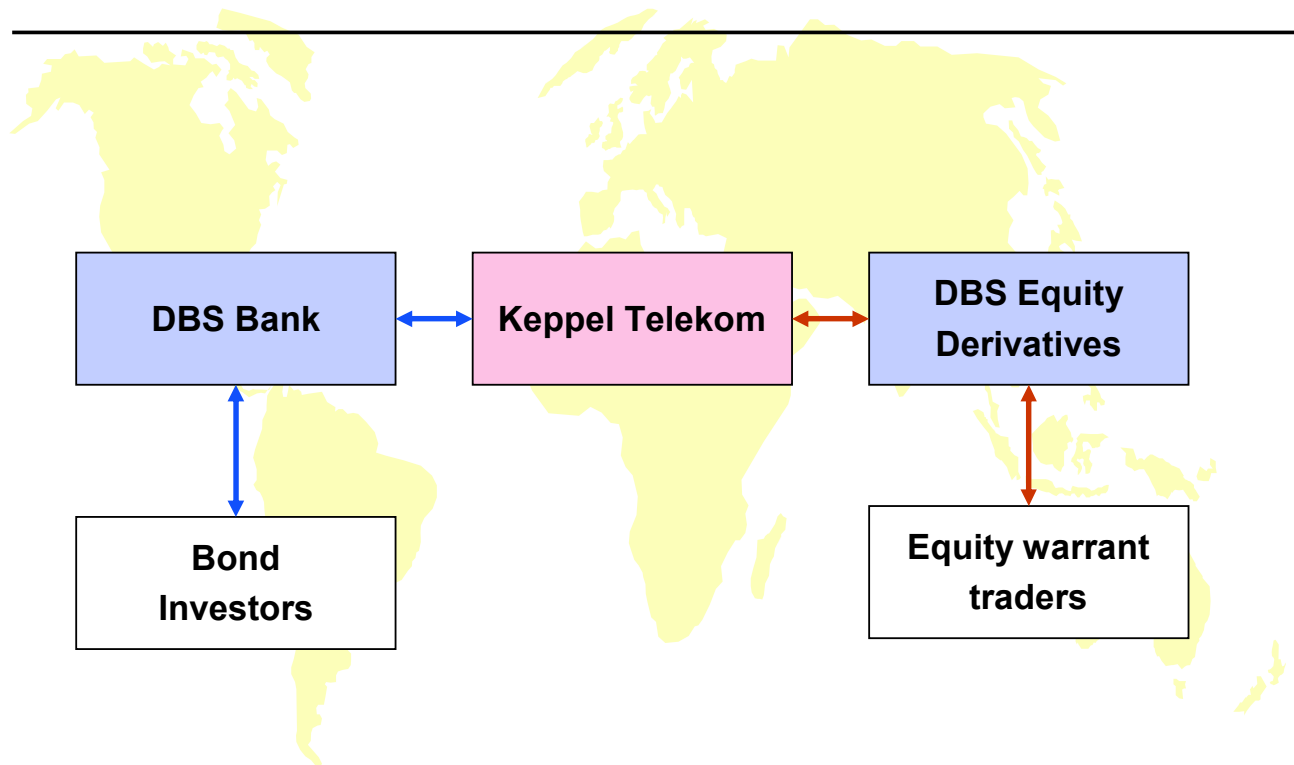 DBS Bank
Keppel Telekom
DBS Equity
Derivatives
Bond
Investors
Equity warrant
traders